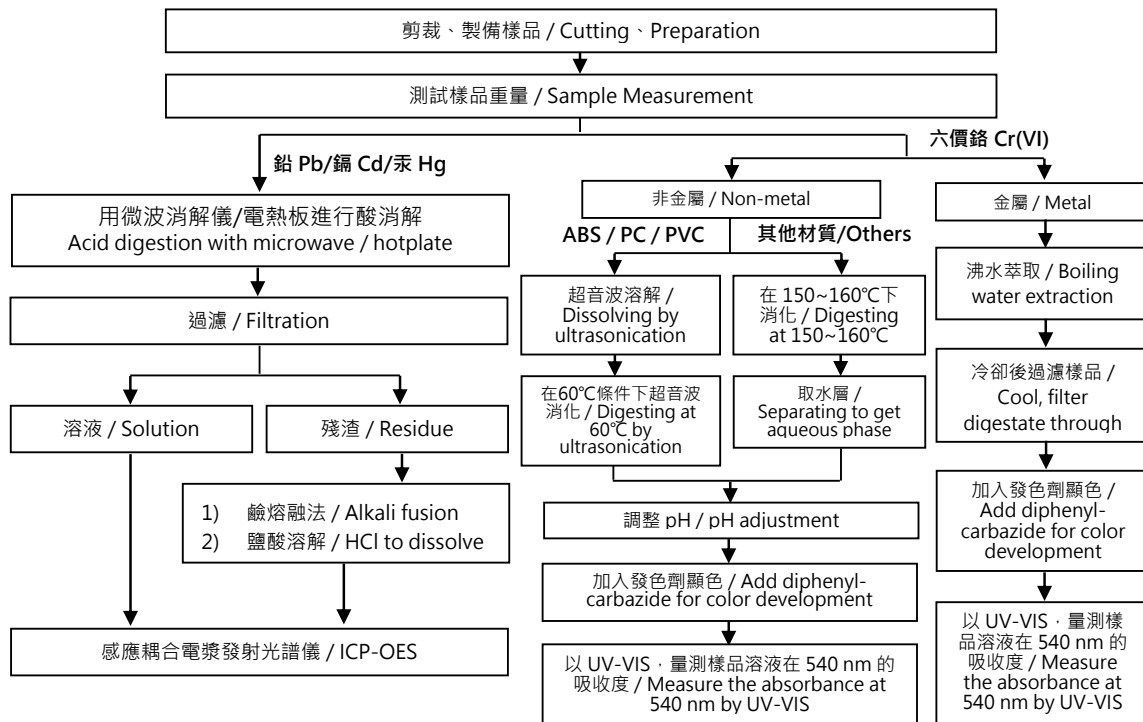 剪裁、製備樣品 / Cutting、Preparation
測試樣品重量 / Sample Measurement
鉛 Pb/鎘 Cd/汞 Hg
六價鉻 Cr(VI)
用微波消解儀/電熱板進行酸消解
Acid digestion with microwave / hotplate
過濾 / Filtration
溶液 / Solution
殘渣 / Residue
1) 鹼熔融法 / Alkali fusion
2) 鹽酸溶解 / HCl to dissolve
感應耦合電漿發射光譜儀 / ICP-OES
非金屬 / Non-metal
ABS / PC / PVC
其他材質/Others
超音波溶解 /
Dissolving by
ultrasonication
在60℃條件下超音波
消化 / Digesting at
60℃ by
ultrasonication
在 150~160℃下
消化 / Digesting
at 150~160℃
取水層 /
Separating to get
aqueous phase
調整 pH / pH adjustment
加入發色劑顯色 / Add diphenyl-
carbazide for color development
以 UV-VIS，量測樣品溶液在 540 nm 的
吸收度 / Measure the absorbance at
540 nm by UV-VIS
金屬 / Metal
沸水萃取 / Boiling
water extraction
冷卻後過濾樣品 /
Cool, filter
digestate through
加入發色劑顯色 /
Add diphenyl-
carbazide for color
development
以 UV-VIS，量測樣
品溶液在 540 nm 的
吸收度 / Measure
the absorbance at
540 nm by UV-VIS